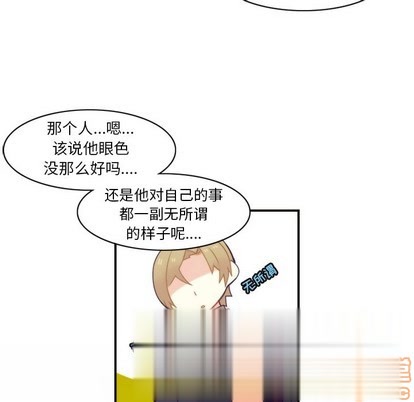 那个人...嗯...
该说他眼色
没那么好吗....
还是他对自己的事
都一副无所谓
的样子呢....
无所谓